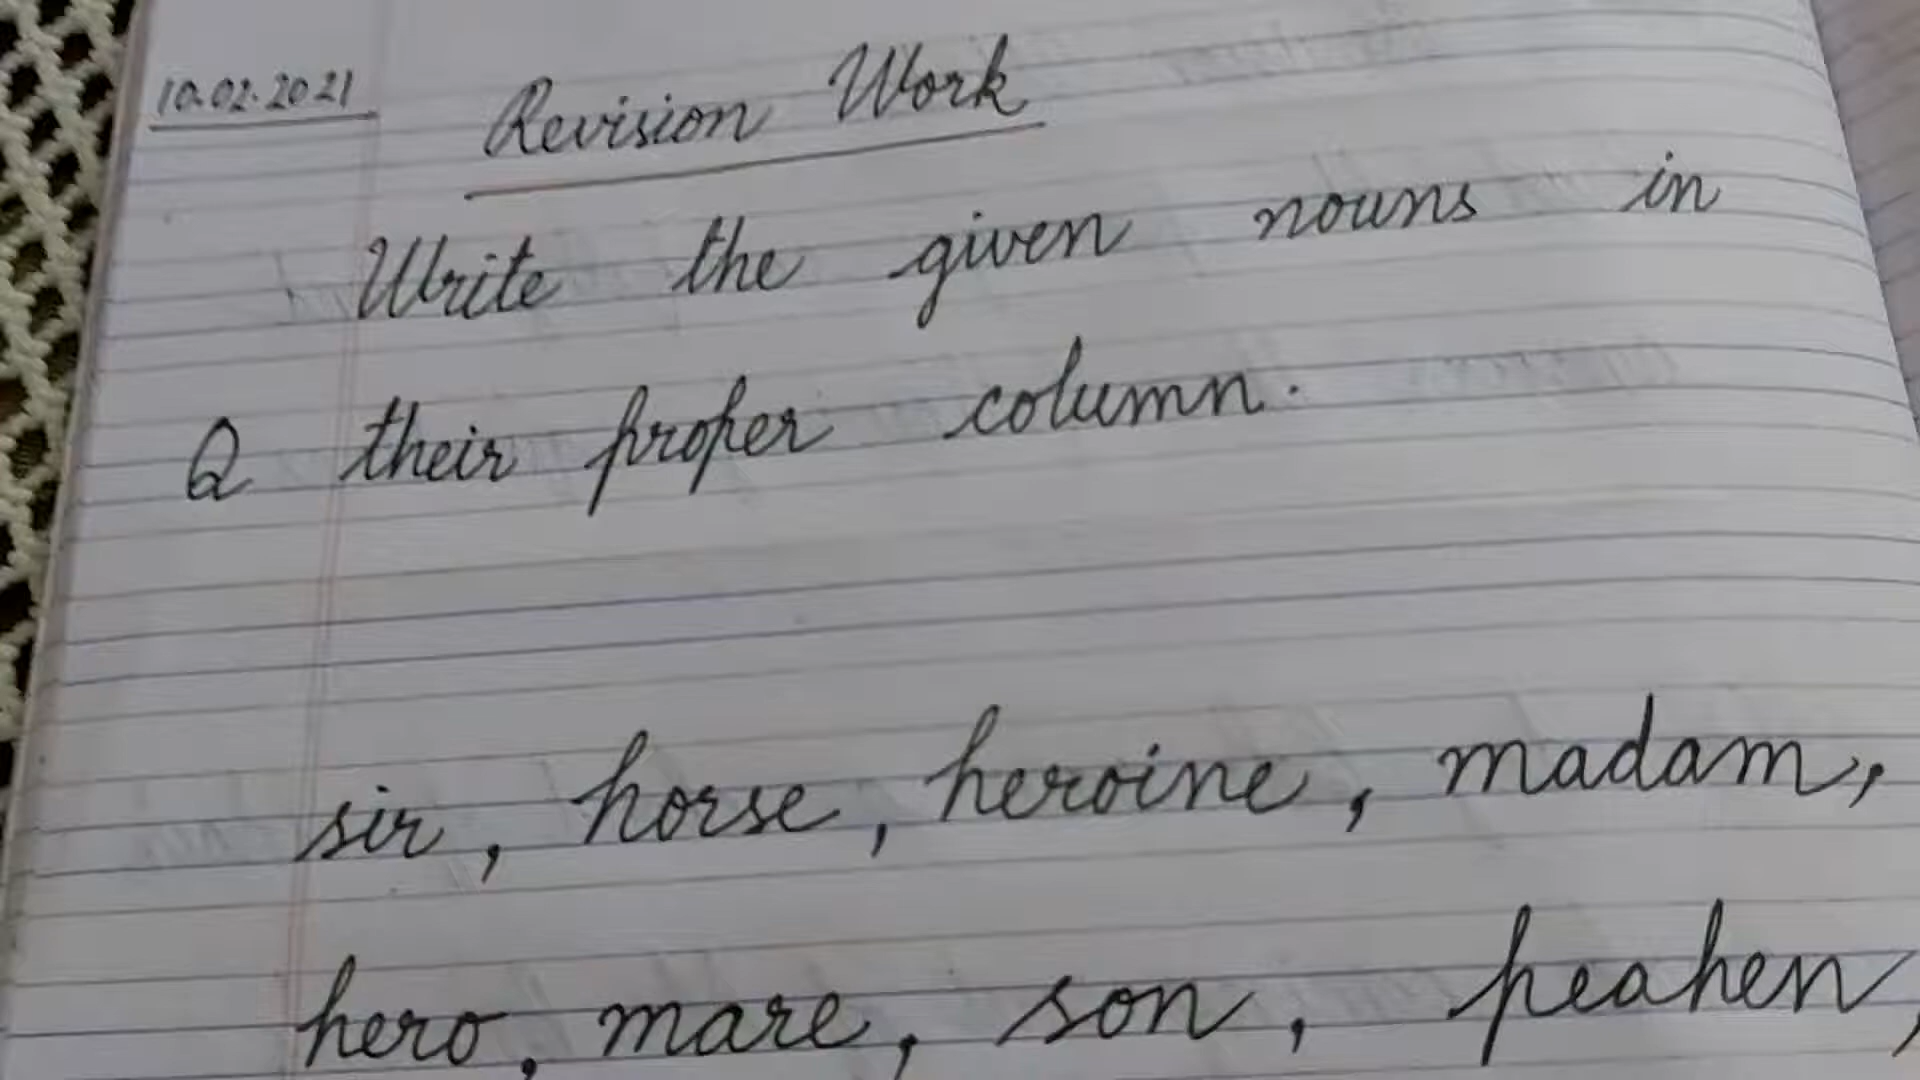 10.02.2021
Revision Work
Write the given nouns in
Q their proper column.
sir, horse, heroine, madam,
hero, mare, son, peahen,